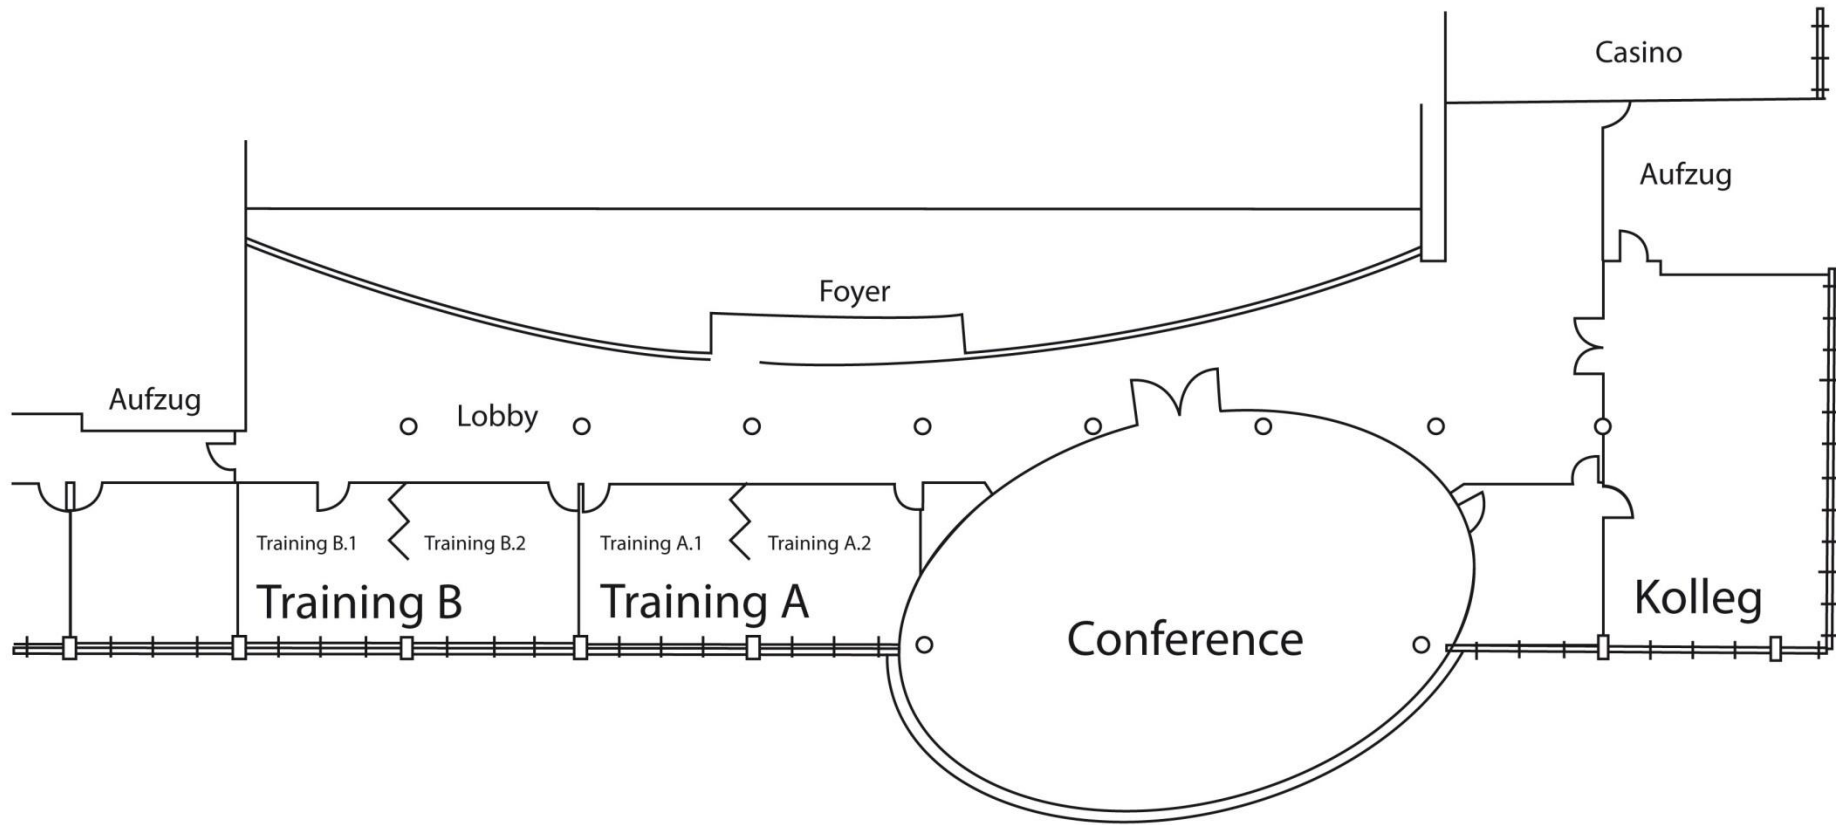 Casino
Aufzug
Foyer
Aufzug
Lobby
Training B.1
Training B.2
Training A.1
Training A.2
Training B
Training A
Kolleg
Conference